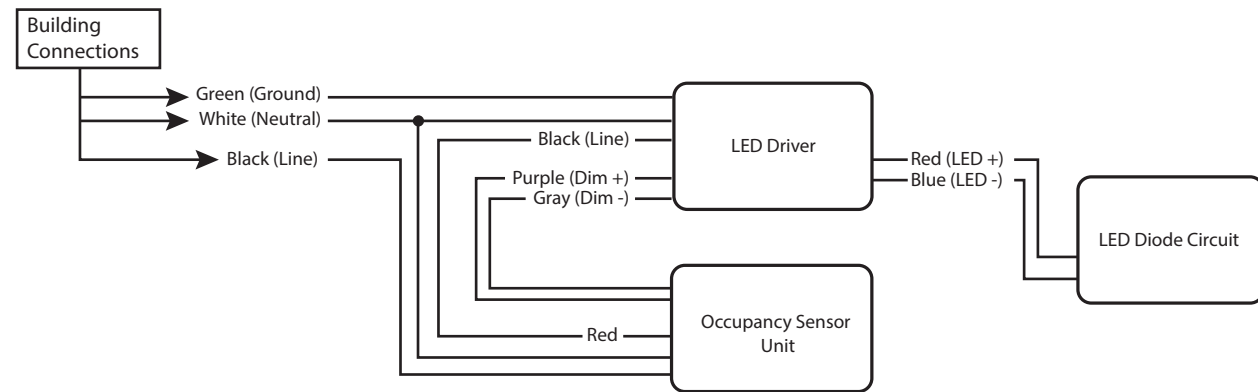 Building
Connections
Green (Ground)
White (Neutral)
Black (Line)
Black (Line)
Purple (Dim +)
Gray (Dim -)
LED Driver
Red (LED +)
Blue (LED -)
LED Diode Circuit
Red
Occupancy Sensor
Unit